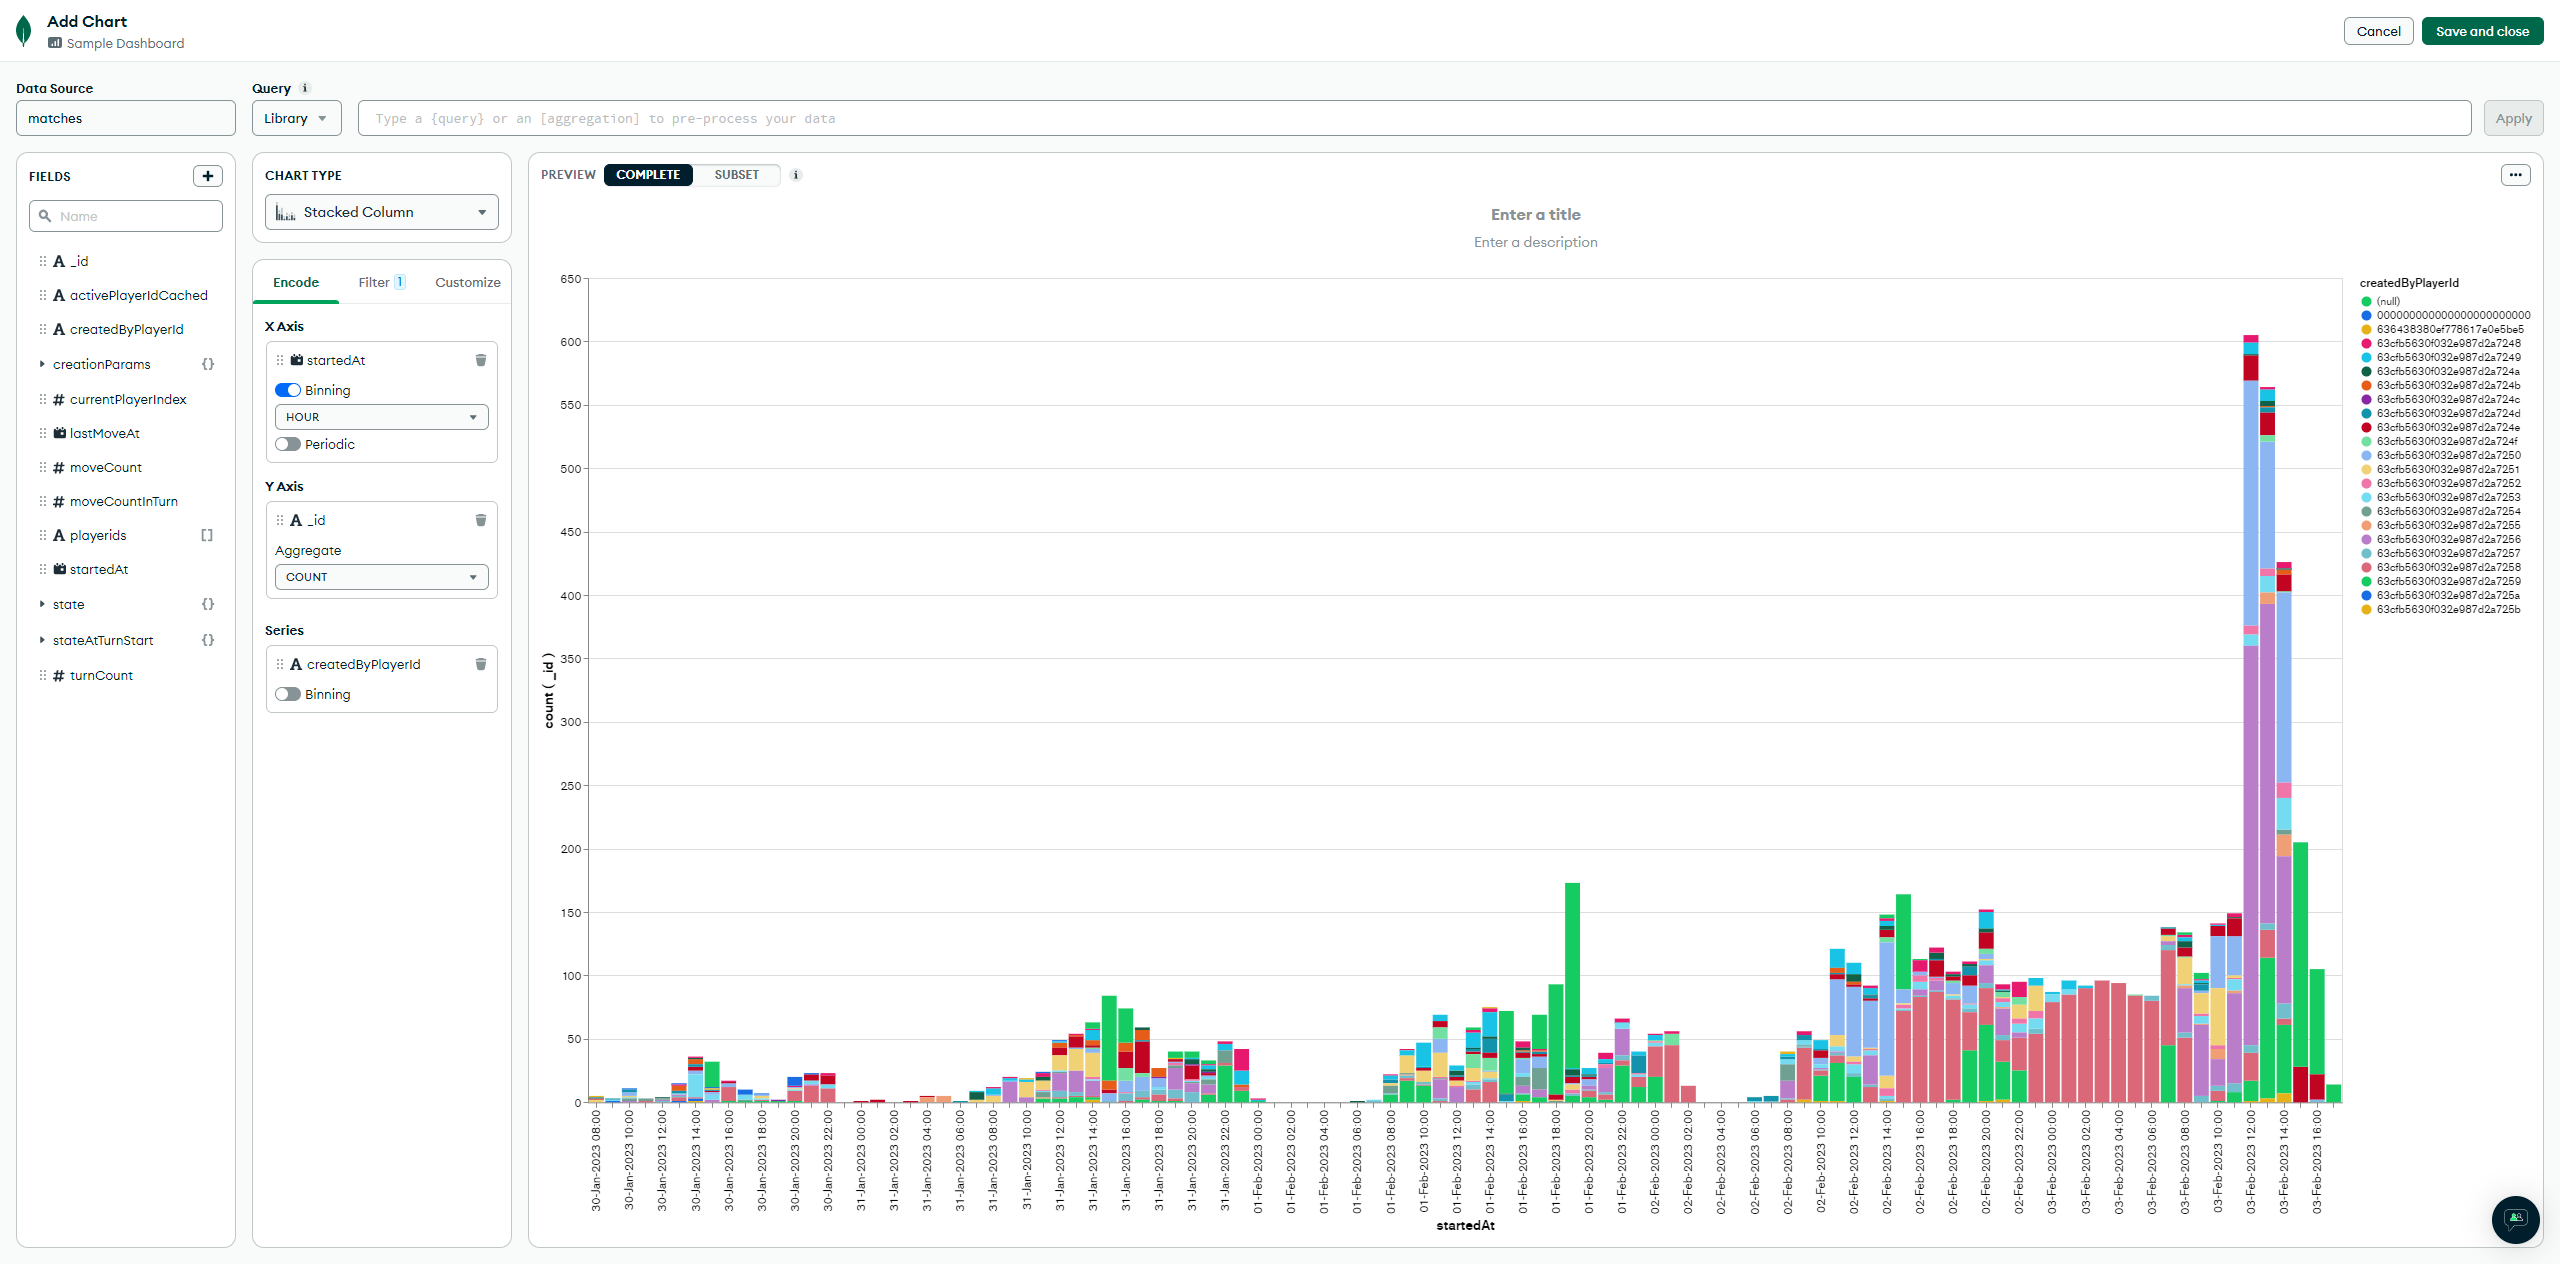 Add Chart
Sample Dashboard
Cancel
Save and close
Data Source
Query
matches
Library
Type a {query} or an [aggregation] to pre-process your data
Apply
FIELDS
Name
_id
activePlayerIdCached
createdByPlayerId
creationParams {}
currentPlayerIndex
lastMoveAt
moveCount
moveCountInTurn
playerids []
startedAt
state {}
stateAtTurnStart {}
turnCount
CHART TYPE
Stacked Column
Encode
Filter 1
Customize
X Axis
startedAt
Binning
HOUR
Periodic
Y Axis
_id
Aggregate
COUNT
Series
createdByPlayerId
Binning
PREVIEW COMPLETE SUBSET
Enter a title
Enter a description
650
600
550
500
450
400
350
300
250
200
150
100
50
0
count ( _id )
30-Jan-2023 08:00
30-Jan-2023 10:00
30-Jan-2023 12:00
30-Jan-2023 14:00
30-Jan-2023 16:00
30-Jan-2023 18:00
30-Jan-2023 20:00
30-Jan-2023 22:00
31-Jan-2023 00:00
31-Jan-2023 02:00
31-Jan-2023 04:00
31-Jan-2023 06:00
31-Jan-2023 08:00
31-Jan-2023 10:00
31-Jan-2023 12:00
31-Jan-2023 14:00
31-Jan-2023 16:00
31-Jan-2023 18:00
31-Jan-2023 20:00
31-Jan-2023 22:00
01-Feb-2023 00:00
01-Feb-2023 02:00
01-Feb-2023 04:00
01-Feb-2023 06:00
01-Feb-2023 08:00
01-Feb-2023 10:00
01-Feb-2023 12:00
01-Feb-2023 14:00
01-Feb-2023 16:00
01-Feb-2023 18:00
01-Feb-2023 20:00
01-Feb-2023 22:00
02-Feb-2023 00:00
02-Feb-2023 02:00
02-Feb-2023 04:00
02-Feb-2023 06:00
02-Feb-2023 08:00
02-Feb-2023 10:00
02-Feb-2023 12:00
02-Feb-2023 14:00
02-Feb-2023 16:00
02-Feb-2023 18:00
02-Feb-2023 20:00
02-Feb-2023 22:00
03-Feb-2023 00:00
03-Feb-2023 02:00
03-Feb-2023 04:00
03-Feb-2023 06:00
03-Feb-2023 08:00
03-Feb-2023 10:00
03-Feb-2023 12:00
03-Feb-2023 14:00
03-Feb-2023 16:00
startedAt
createdByPlayerId
(null)
000000000000000000000000
636438380ef778617e0e5be5
63cfb5630f032e987d2a7248
63cfb5630f032e987d2a7249
63cfb5630f032e987d2a724a
63cfb5630f032e987d2a724b
63cfb5630f032e987d2a724c
63cfb5630f032e987d2a724d
63cfb5630f032e987d2a724e
63cfb5630f032e987d2a724f
63cfb5630f032e987d2a7250
63cfb5630f032e987d2a7251
63cfb5630f032e987d2a7252
63cfb5630f032e987d2a7253
63cfb5630f032e987d2a7254
63cfb5630f032e987d2a7255
63cfb5630f032e987d2a7256
63cfb5630f032e987d2a7257
63cfb5630f032e987d2a7258
63cfb5630f032e987d2a7259
63cfb5630f032e987d2a725a
63cfb5630f032e987d2a725b